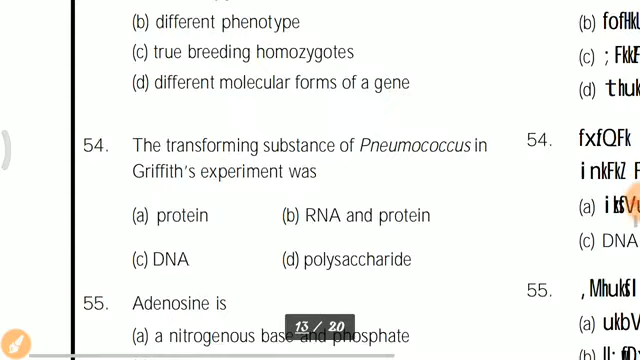 (b) different phenotype
(c) true breeding homozygotes
(d) different molecular forms of a gene
54. The transforming substance of Pneumococcus in
Griffith's experiment was
(a) protein (b) RNA and protein
(c) DNA (d) polysaccharide
55. Adenosine is
(a) a nitrogenous base and phosphate
13 / 20
(b)
(c)
(d)
54.
(a)
(c) DNA
55.
(a)
(b)